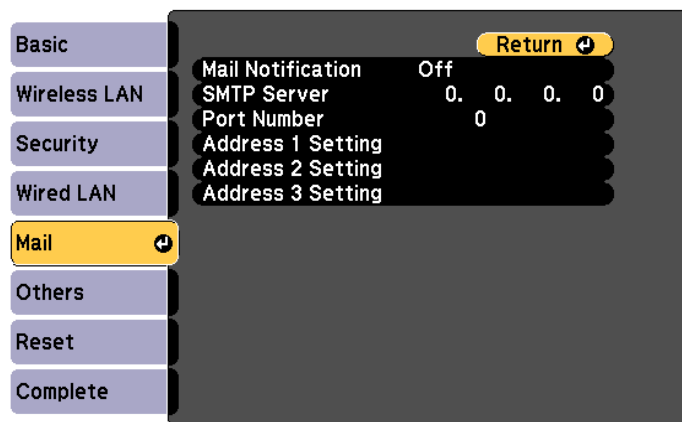 Basic
Wireless LAN
Security
Wired LAN
Mail
Others
Reset
Complete
Return
Mail Notification Off
SMTP Server 0. 0. 0. 0
Port Number 0
Address 1 Setting
Address 2 Setting
Address 3 Setting